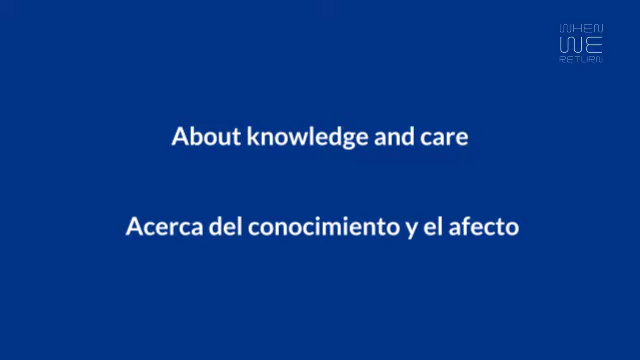 WHEN
WE
RETURN
About knowledge and care
Acerca del conocimiento y el afecto